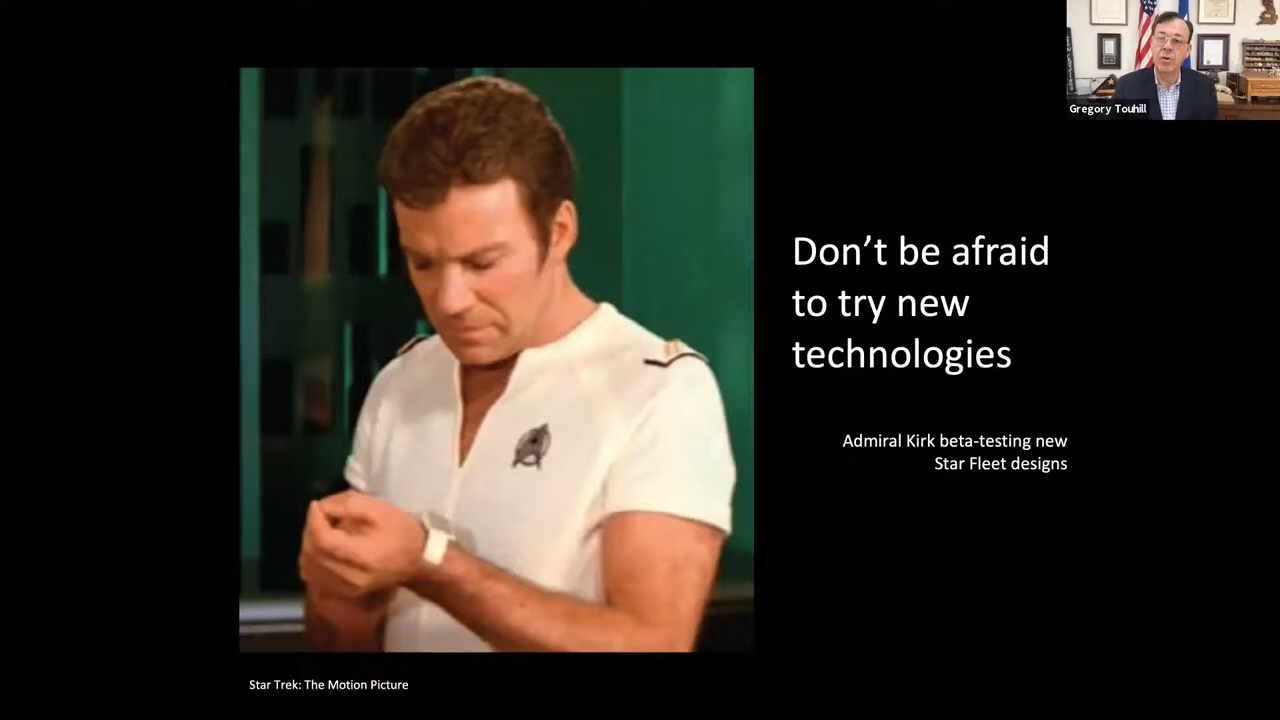 Gregory Touhill
Don’t be afraid
to try new
technologies
Admiral Kirk beta-testing new
Star Fleet designs
Star Trek: The Motion Picture